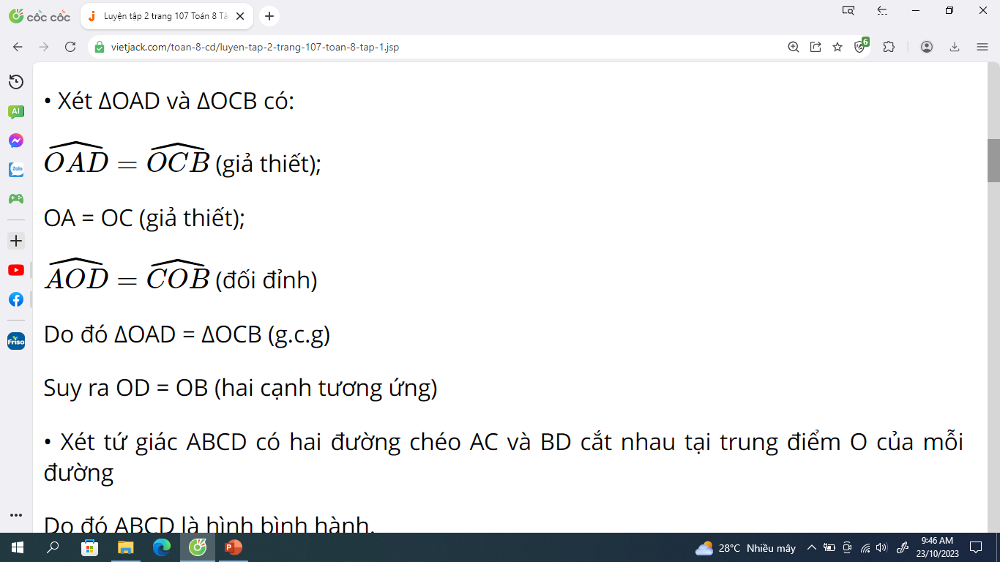 cốc cốc
Luyện tập 2 trang 107 Toán 8 Tậ
vietjack.com/toan-8-cd/luyen-tap-2-trang-107-toan-8-tap-1.jsp
6
AI
Zalo
Friso
• Xét ΔOAD và ΔOCB có:
OAD = OCB (giả thiết);
OA = OC (giả thiết);
AOD = COB (đối đỉnh)
Do đó ΔOAD = ΔOCB (g.c.g)
Suy ra OD = OB (hai cạnh tương ứng)
• Xét tứ giác ABCD có hai đường chéo AC và BD cắt nhau tại trung điểm O của mỗi
đường
Do đó ABCD là hình bình hành.
28°C Nhiều mây
9:46 AM
23/10/2023